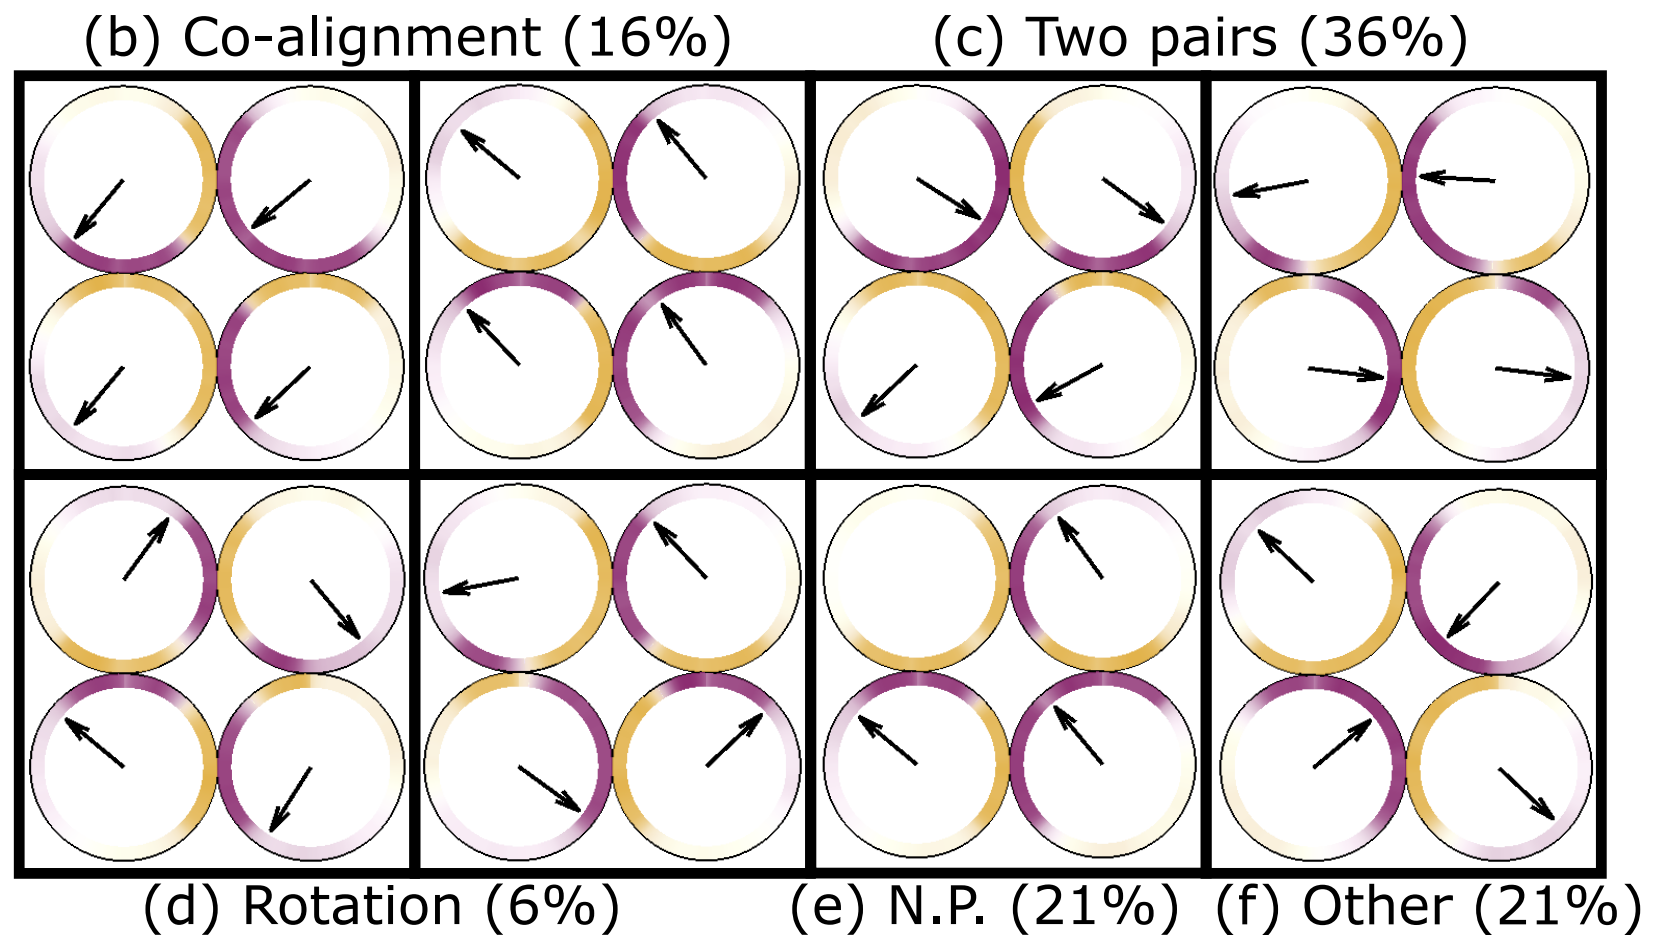 (b) Co-alignment (16%)
(c) Two pairs (36%)
(d) Rotation (6%)
(e) N.P. (21%)
(f) Other (21%)